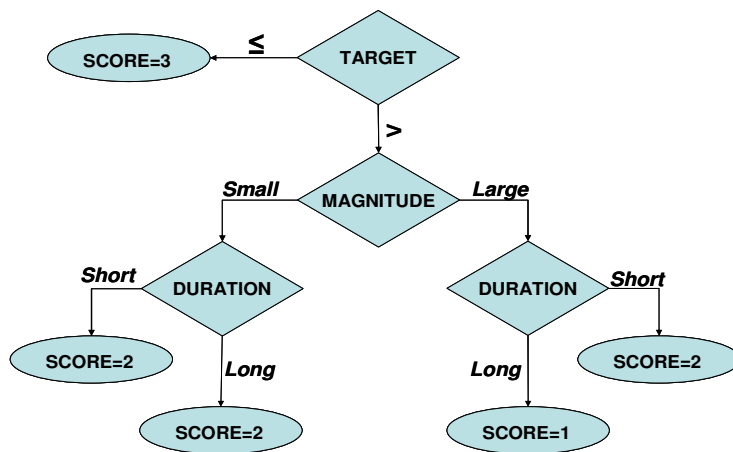 ≤
SCORE=3
TARGET
>
Small
MAGNITUDE
Large
Short
DURATION
DURATION
Short
SCORE=2
Long
Long
SCORE=2
SCORE=2
SCORE=1